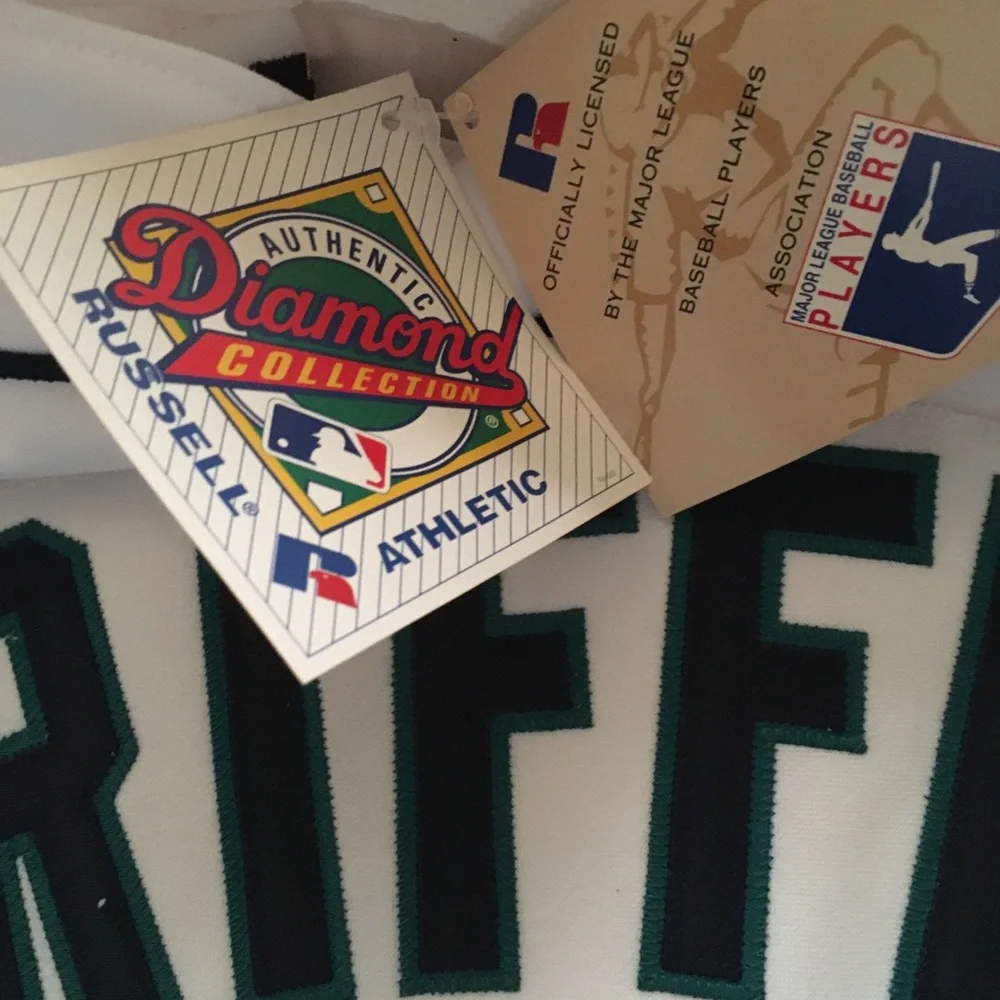 AUTHENTIC
Diamond
COLLECTION
®
RUSSELL®
ATHLETIC
R
OFFICIALLY LICENSED
BY THE MAJOR LEAGUE
BASEBALL PLAYERS
ASSOCIATION
R
MAJOR LEAGUE BASEBALL
PLAYERS
RIFF